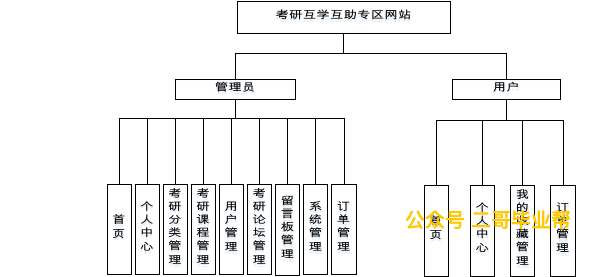 考研互学互助专区网站
管理员
用户
首页
个人中心
考研分类管理
考研课程管理
用户管理
考研论坛管理
留言板管理
系统管理
订单管理
首页
个人中心
我的收藏管理
订单管理
公众号 二哥毕业帮